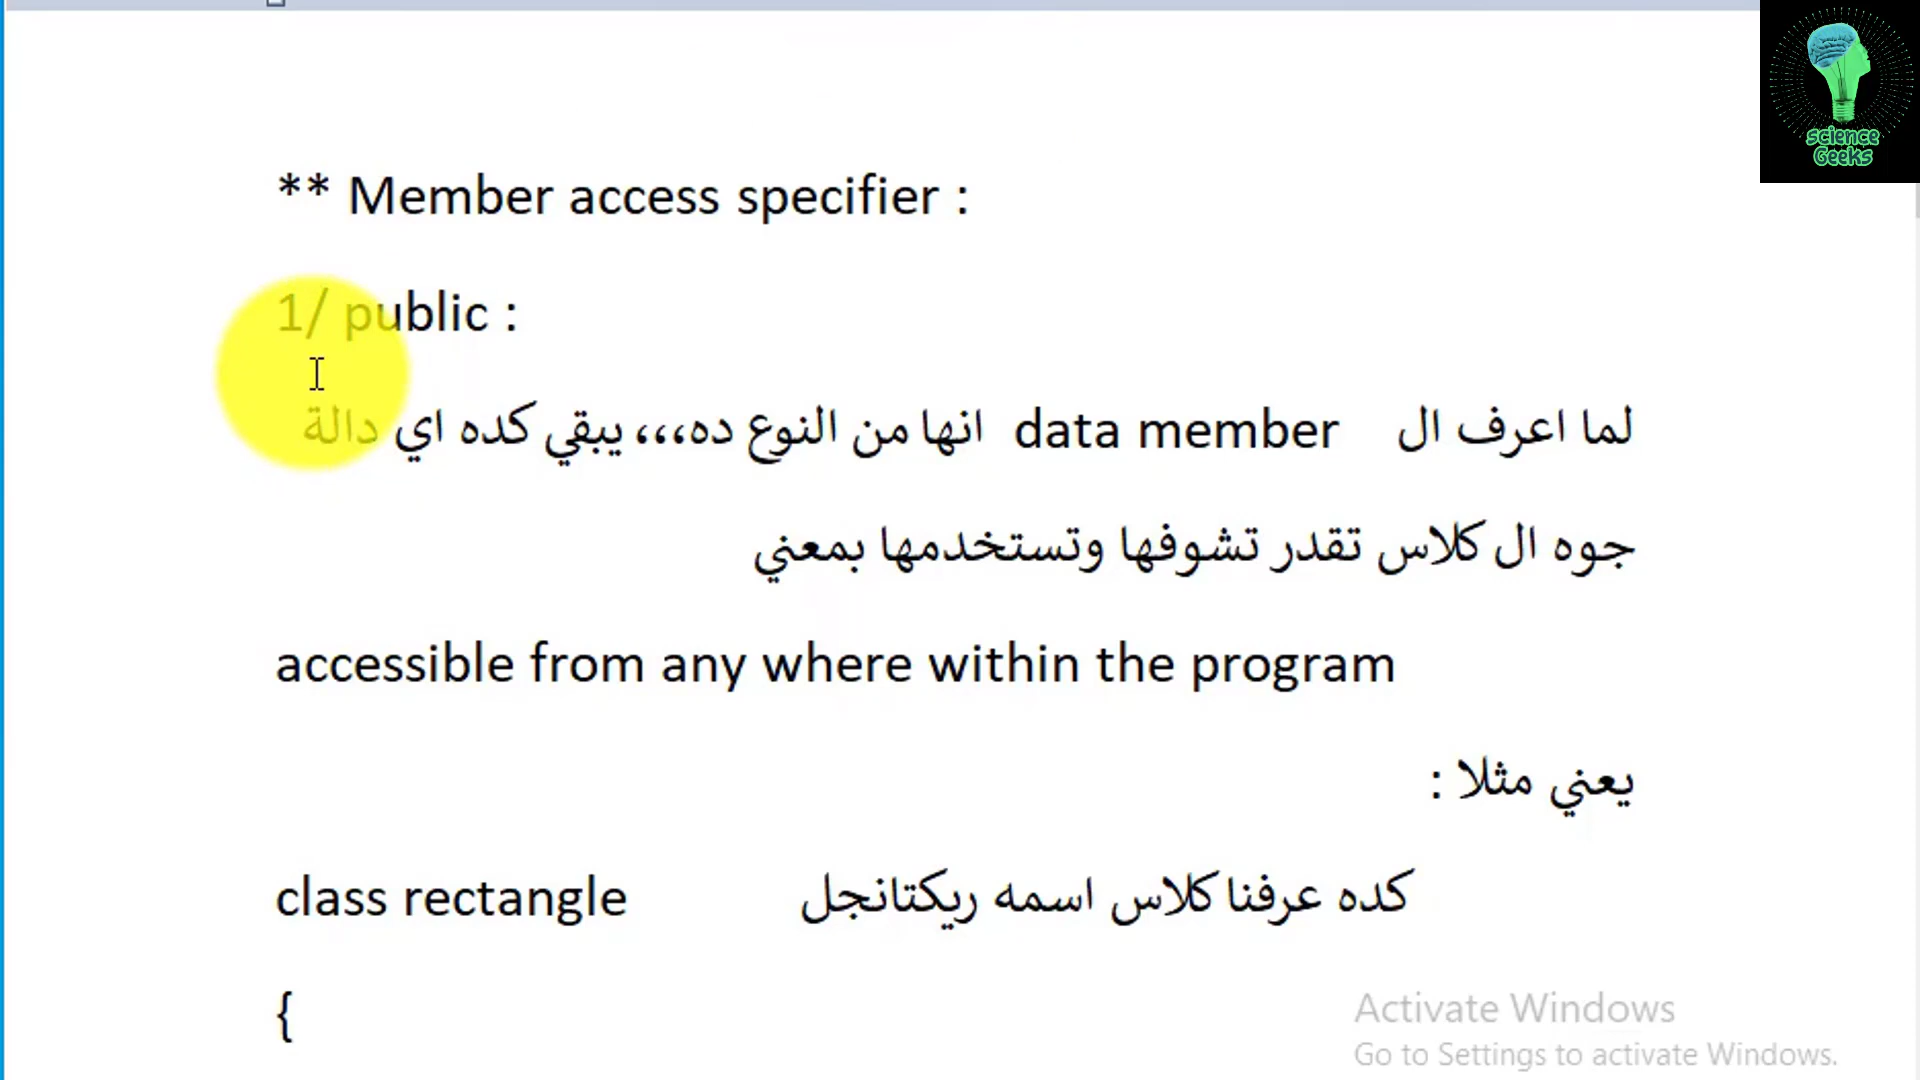 science
Geeks
** Member access specifier :
1/ public :
لما اعرف ال data member انها من النوع ده،،، يبقي كده اي دالة
جوه ال كلاس تقدر تشوفها وتستخدمها بمعني
accessible from any where within the program
يعني مثلا :
class rectangle كده عرفنا كلاس اسمه ريكتانجل
{
Activate Windows
Go to Settings to activate Windows.